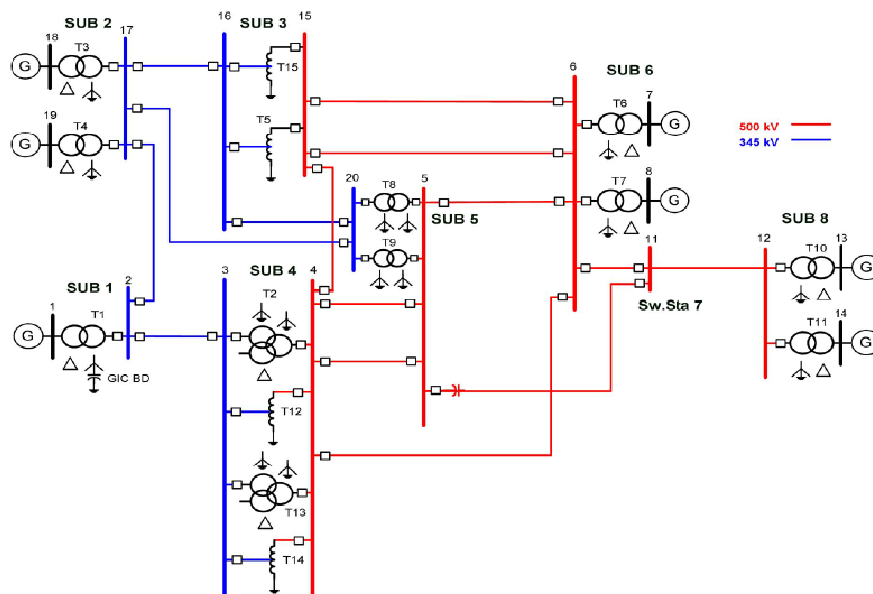 SUB 2
17
16
SUB 3
15
18
T3
G
T15
6
SUB 6
7
T6
G
19
T4
G
T5
500 kV
345 kV
20
T8
5
SUB 5
T9
T7
8
G
SUB 8
11
12
13
T10
G
Sw.Sta 7
14
T11
G
SUB 1
2
1
T1
G
GIC BD
3
SUB 4
4
T2
T12
T13
T14